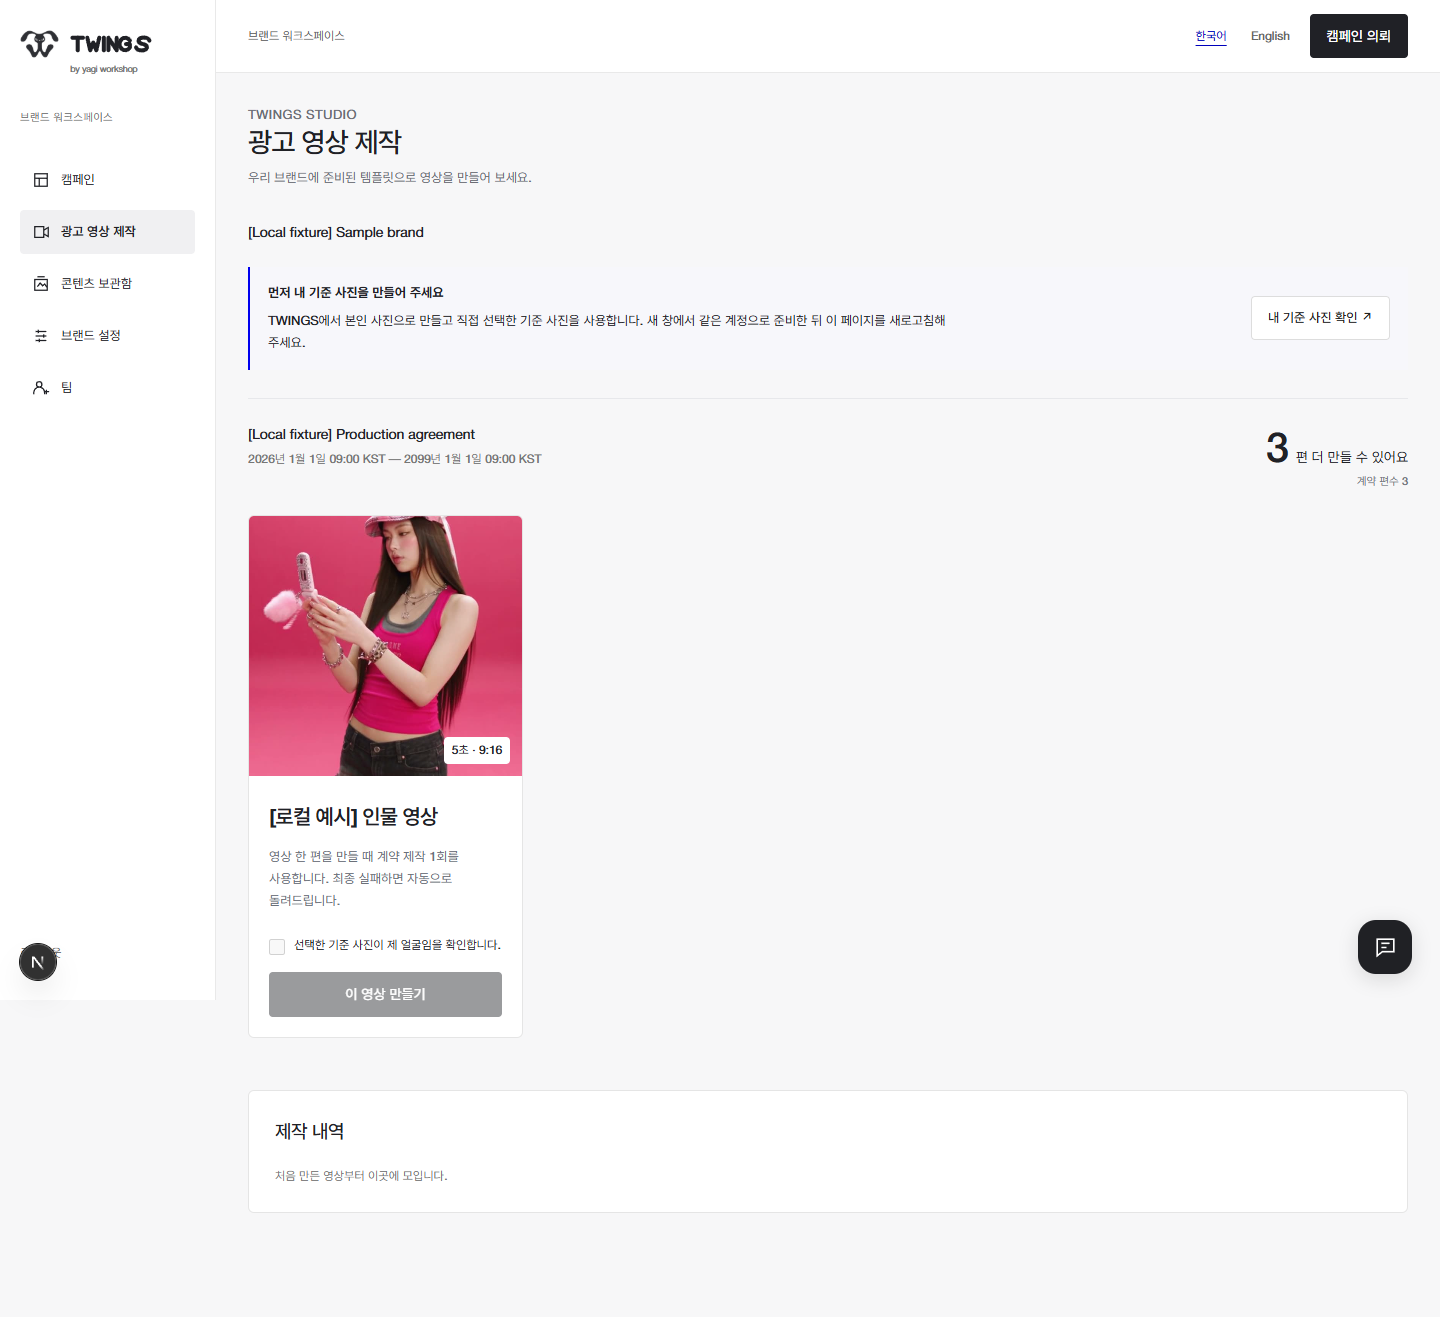 TWINGS
by yagi workshop
브랜드 워크스페이스
캠페인
광고 영상 제작
콘텐츠 보관함
브랜드 설정
팀
N
브랜드 워크스페이스
한국어
English
캠페인 의뢰
TWINGS STUDIO
광고 영상 제작
우리 브랜드에 준비된 템플릿으로 영상을 만들어 보세요.
[Local fixture] Sample brand
먼저 내 기준 사진을 만들어 주세요
TWINGS에서 본인 사진으로 만들고 직접 선택한 기준 사진을 사용합니다. 새 창에서 같은 계정으로 준비한 뒤 이 페이지를 새로고침해
주세요.
내 기준 사진 확인 ↗
[Local fixture] Production agreement
2026년 1월 1일 09:00 KST — 2099년 1월 1일 09:00 KST
3 편 더 만들 수 있어요
계약 편수 3
5초 · 9:16
[로컬 예시] 인물 영상
영상 한 편을 만들 때 계약 제작 1회를
사용합니다. 최종 실패하면 자동으로
돌려드립니다.
선택한 기준 사진이 제 얼굴임을 확인합니다.
이 영상 만들기
제작 내역
처음 만든 영상부터 이곳에 모입니다.